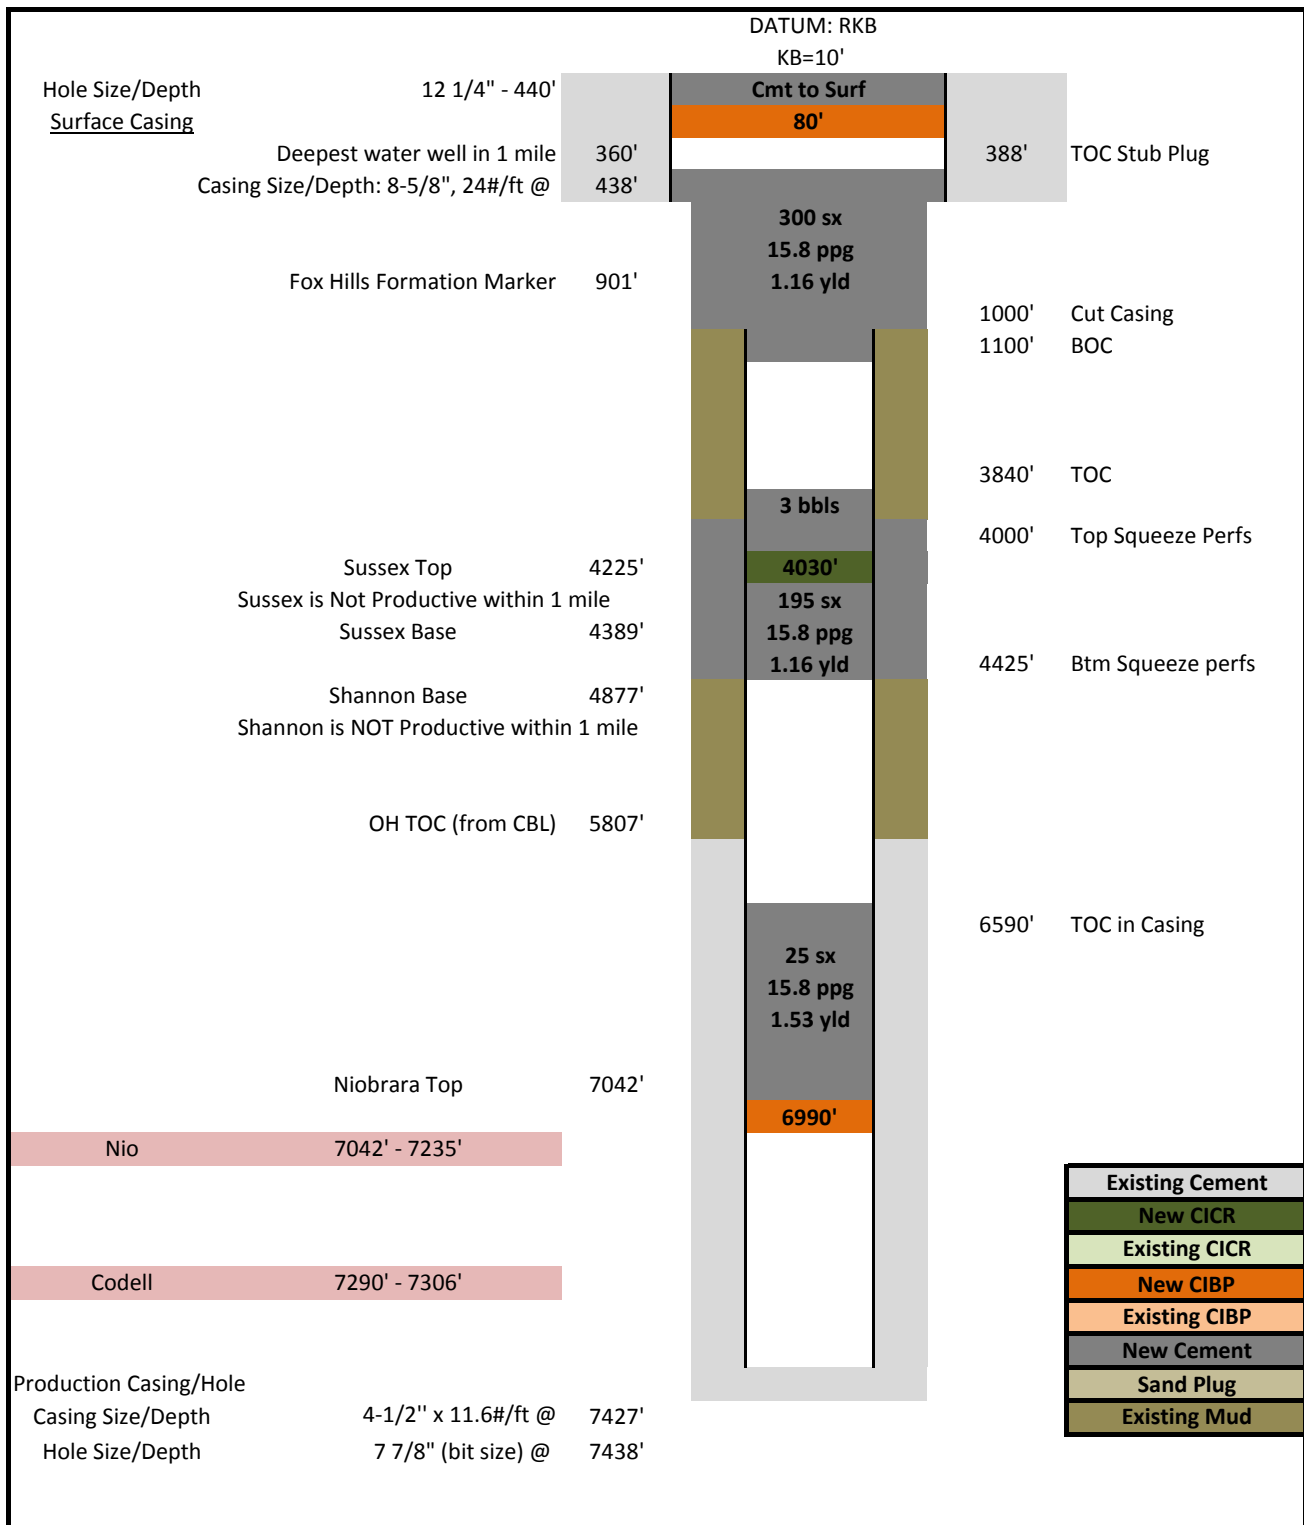 DATUM: RKB
KB=10'
Hole Size/Depth 12 1/4" - 440' Cmt to Surf
Surface Casing 80'
Deepest water well in 1 mile 360' 388' TOC Stub Plug
Casing Size/Depth: 8-5/8", 24#/ft @ 438'
300 sx
15.8 ppg
Fox Hills Formation Marker 901' 1.16 yld
1000' Cut Casing
1100' BOC
3840' TOC
3 bbls
4000' Top Squeeze Perfs
Sussex Top 4225' 4030'
Sussex is Not Productive within 1 mile 195 sx
Sussex Base 4389' 15.8 ppg
1.16 yld 4425' Btm Squeeze perfs
Shannon Base 4877'
Shannon is NOT Productive within 1 mile
OH TOC (from CBL) 5807'
6590' TOC in Casing
25 sx
15.8 ppg
1.53 yld
Niobrara Top 7042'
6990'
Nio 7042' - 7235'
Existing Cement
New CICR
Existing CICR
Codell 7290' - 7306' New CIBP
Existing CIBP
New Cement
Production Casing/Hole Sand Plug
Casing Size/Depth 4-1/2'' x 11.6#/ft @ 7427' Existing Mud
Hole Size/Depth 7 7/8" (bit size) @ 7438'